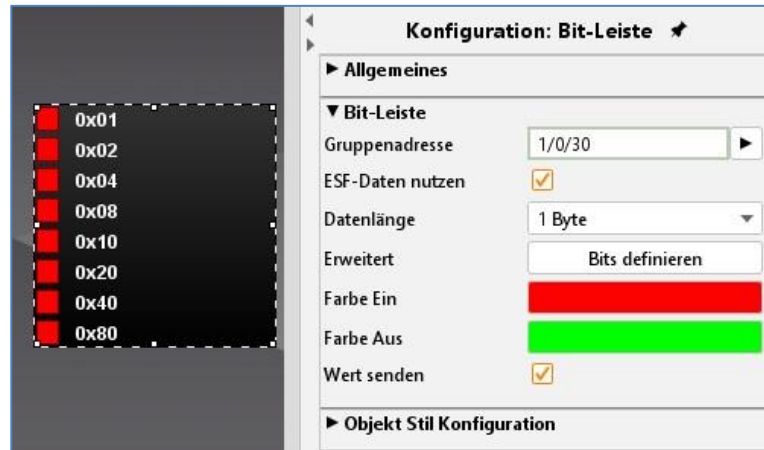 0x01
0x02
0x04
0x08
0x10
0x20
0x40
0x80
Konfiguration: Bit-Leiste
Allgemeines
Bit-Leiste
Gruppenadresse 1/0/30
ESF-Daten nutzen
Datenlänge 1 Byte
Erweitert Bits definieren
Farbe Ein
Farbe Aus
Wert senden
Objekt Stil Konfiguration